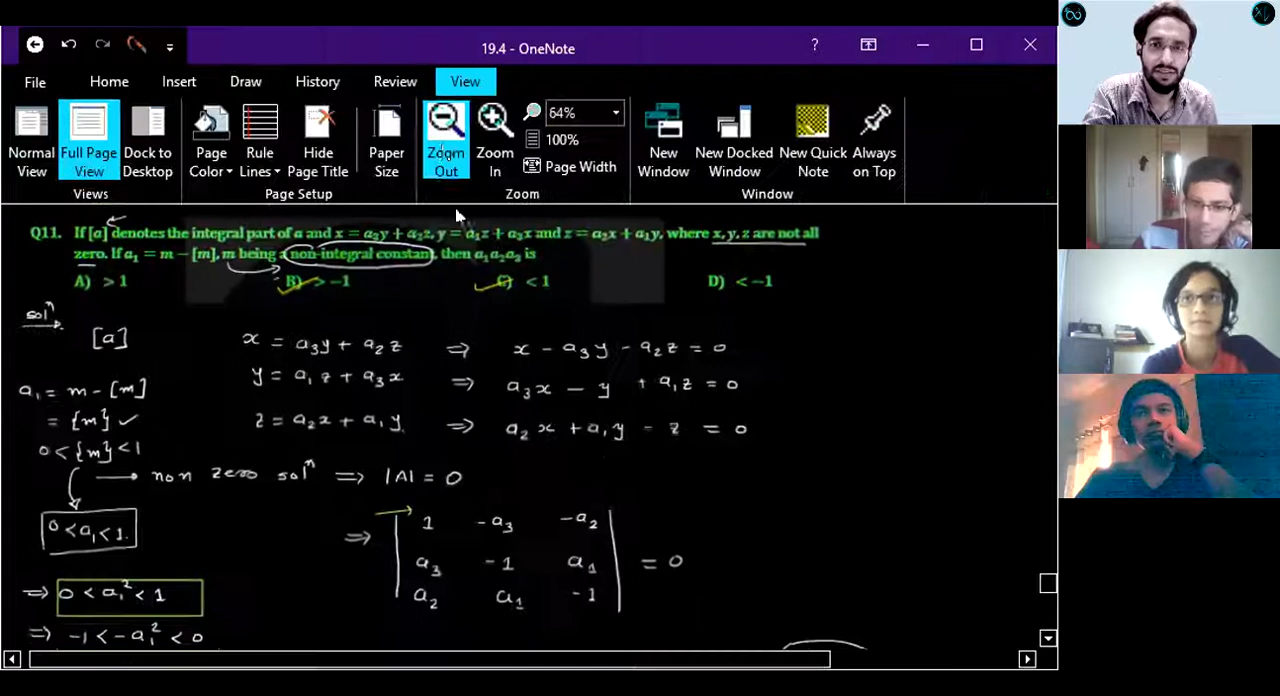 19.4 - OneNote
?
File Home Insert Draw History Review View
Normal View
Full Page View
Dock to Desktop
Page Color
Rule Lines
Hide Page Title
Paper Size
Zoom Out
Zoom In
64%
100%
Page Width
New Window
New Docked Window
New Quick Note
Always on Top
Views
Page Setup
Zoom
Window
Q11. If [a] denotes the integral part of a and x = a₃y + a₂z, y = a₁z + a₃x and z = a₂x + a₁y, where x, y, z are not all
zero. If a₁ = m − [m], m being a non-integral constant, then a₁a₂a₃ is
A) > 1 B) > −1 C) < 1 D) < −1
solⁿ
[a]
x = a₃y + a₂z ⇒ x - a₃y - a₂z = 0
y = a₁z + a₃x ⇒ a₃x - y + a₁z = 0
z = a₂x + a₁y ⇒ a₂x + a₁y - z = 0
a₁ = m - [m]
= {m} ✓
0 < {m} < 1
→ non zero solⁿ ⇒ |A| = 0
0 < a₁ < 1.
⇒ | 1 -a₃ -a₂ |
| a₃ -1 a₁ | = 0
| a₂ a₁ -1 |
⇒ 0 < a₁² < 1
⇒ -1 < -a₁² < 0